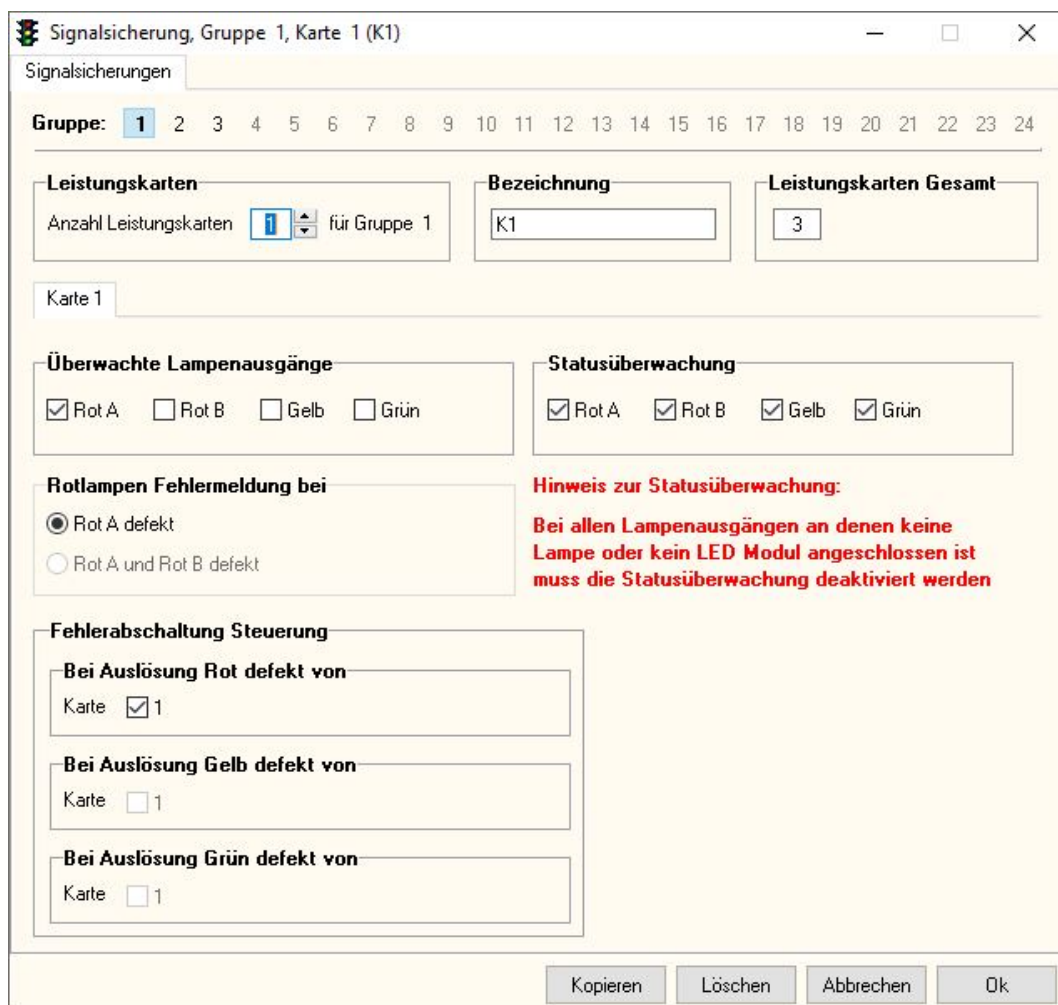 Signalsicherung, Gruppe 1, Karte 1 (K1)
Signalsicherungen
Gruppe: 1 2 3 4 5 6 7 8 9 10 11 12 13 14 15 16 17 18 19 20 21 22 23 24
Leistungskarten
Anzahl Leistungskarten 1 für Gruppe 1
Bezeichnung
K1
Leistungskarten Gesamt
3
Karte 1
Überwachte Lampenausgänge
Rot A Rot B Gelb Grün
Statusüberwachung
Rot A Rot B Gelb Grün
Rotlampen Fehlermeldung bei
Rot A defekt
Rot A und Rot B defekt
Hinweis zur Statusüberwachung:
Bei allen Lampenausgängen an denen keine
Lampe oder kein LED Modul angeschlossen ist
muss die Statusüberwachung deaktiviert werden
Fehlerabschaltung Steuerung
Bei Auslösung Rot defekt von
Karte 1
Bei Auslösung Gelb defekt von
Karte 1
Bei Auslösung Grün defekt von
Karte 1
Kopieren Löschen Abbrechen Ok